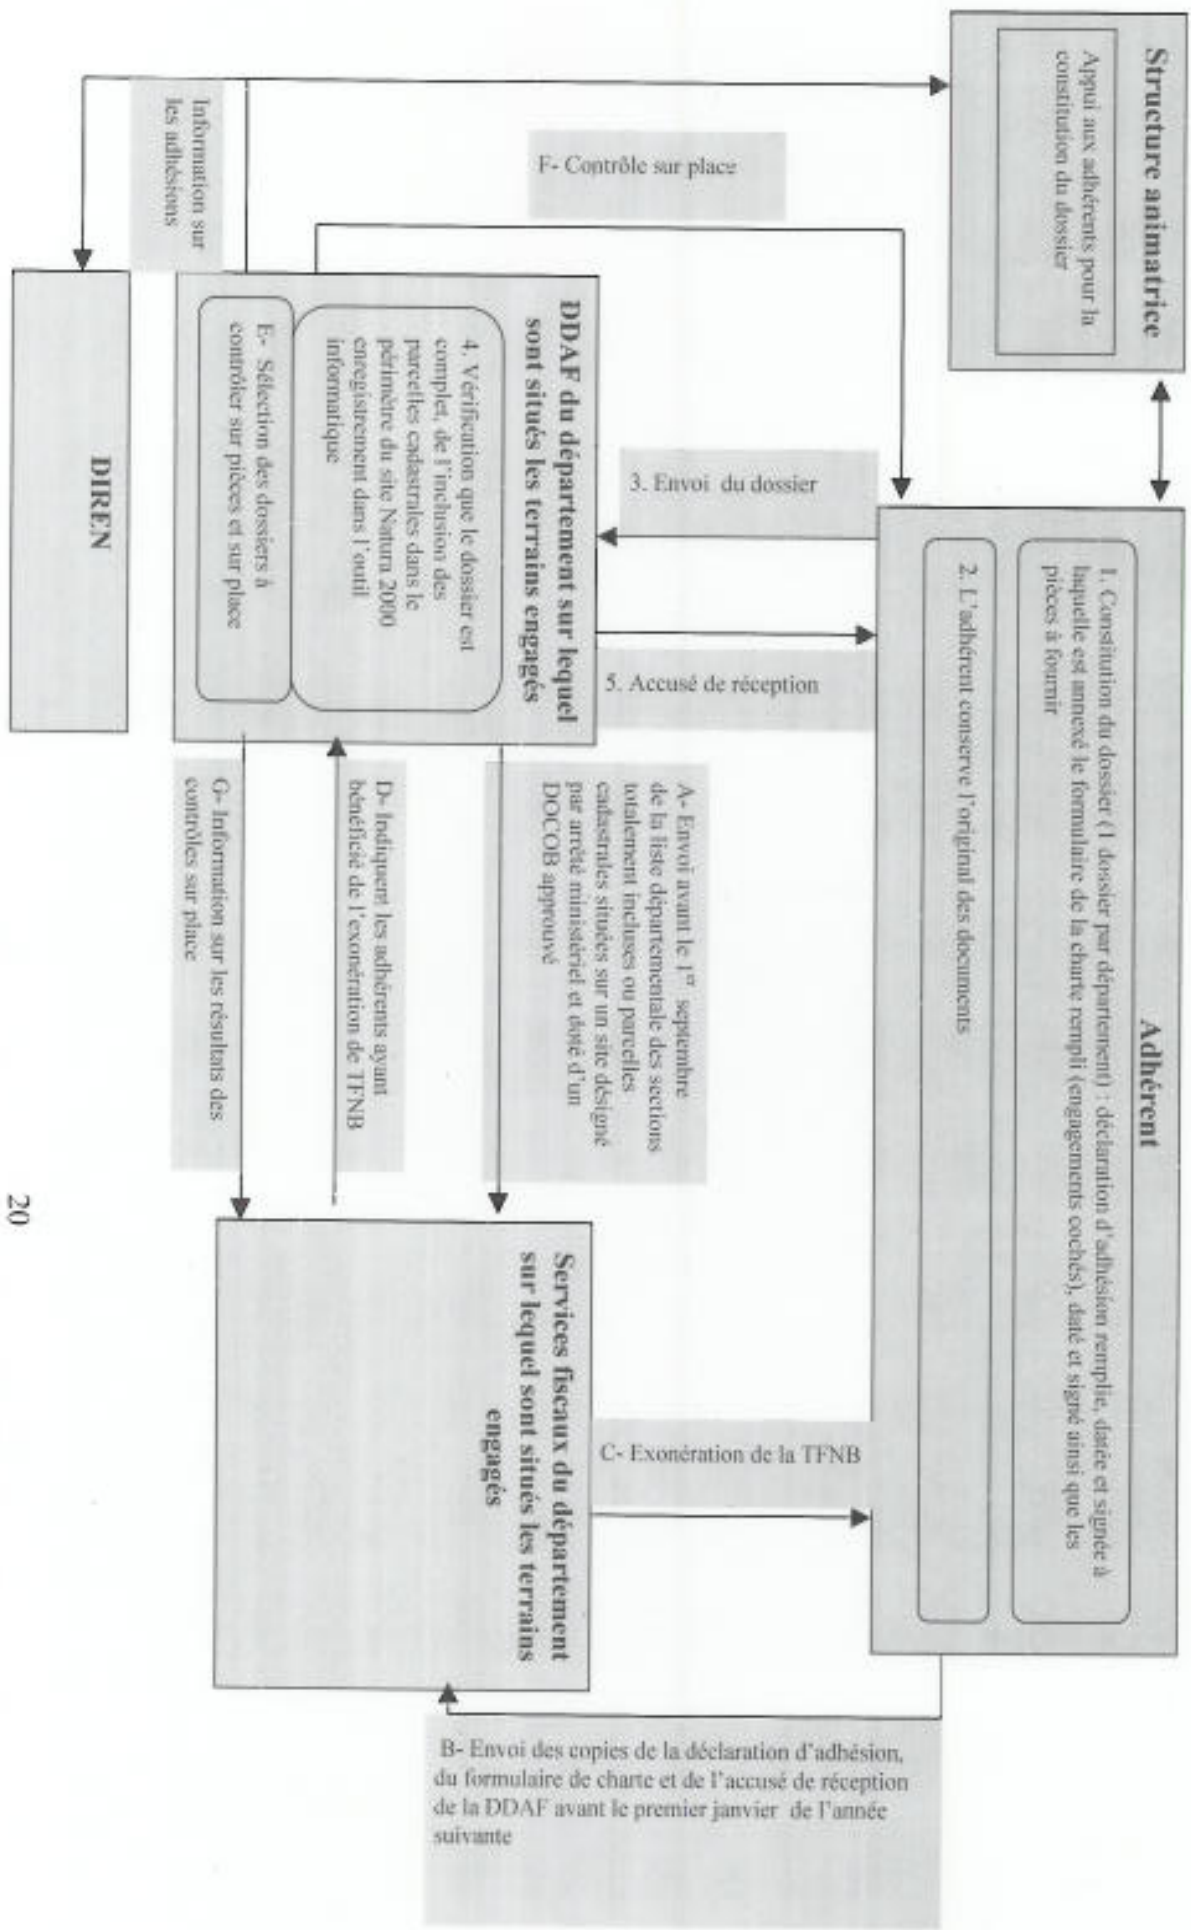 Structure animatrice
Appui aux adhérents pour la
constitution du dossier
Adhérent
1. Constitution du dossier (1 dossier par département) : déclaration d'adhésion remplie, datée et signée à
laquelle est annexé le formulaire de la charte rempli (engagements cochés), daté et signé ainsi que les
pièces à fournir
2. L'adhérent conserve l'original des documents
F- Contrôle sur place
3. Envoi du dossier
5. Accusé de réception
C- Exonération de la TFNB
B- Envoi des copies de la déclaration d'adhésion,
du formulaire de charte et de l'accusé de réception
de la DDAF avant le premier janvier de l'année
suivante
Information sur
les adhésions
DDAF du département sur lequel
sont situés les terrains engagés
4. Vérification que le dossier est
complet, de l'inclusion des
parcelles cadastrales dans le
périmètre du site Natura 2000
enregistrement dans l'outil
informatique
E- Sélection des dossiers à
contrôler sur pièces et sur place
A- Envoi avant le 1er septembre
de la liste départementale des sections
totalement incluses ou parcelles
cadastrales situées sur un site désigné
par arrêté ministériel et doté d'un
DOCOB approuvé
D- Indiquent les adhérents ayant
bénéficié de l'exonération de TFNB
G- Information sur les résultats des
contrôles sur place
Services fiscaux du département
sur lequel sont situés les terrains
engagés
DIREN
20